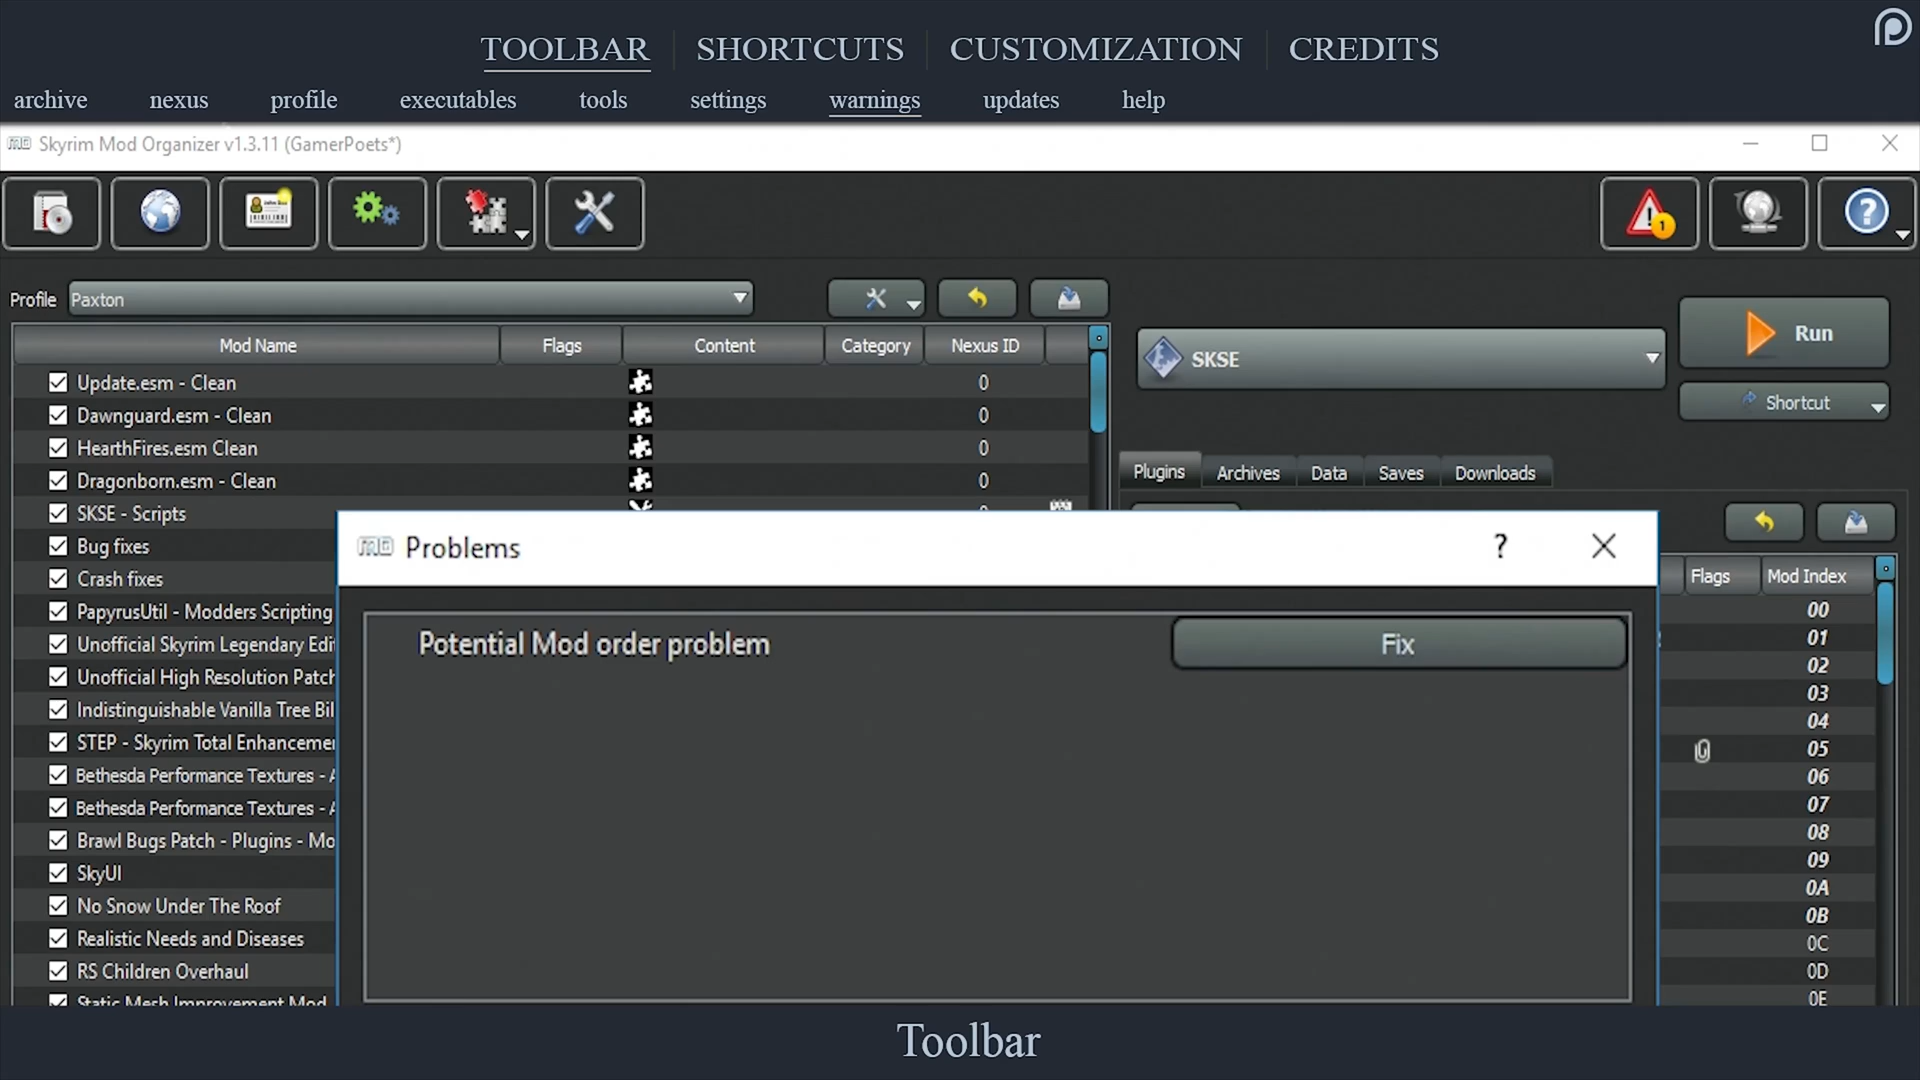 TOOLBAR SHORTCUTS CUSTOMIZATION CREDITS
archive nexus profile executables tools settings warnings updates help
Skyrim Mod Organizer v1.3.11 (GamerPoets*)
1
?
Profile Paxton
Mod Name Flags Content Category Nexus ID
SKSE
Run
Shortcut
Update.esm - Clean 0
Dawnguard.esm - Clean 0
HearthFires.esm Clean 0
Dragonborn.esm - Clean 0
SKSE - Scripts
Plugins Archives Data Saves Downloads
Bug fixes
Crash fixes
PapyrusUtil - Modders Scripting
Unofficial Skyrim Legendary Edi
Unofficial High Resolution Patch
Indistinguishable Vanilla Tree Bil
STEP - Skyrim Total Enhancemen
Bethesda Performance Textures - A
Bethesda Performance Textures - A
Brawl Bugs Patch - Plugins - Mo
SkyUI
No Snow Under The Roof
Realistic Needs and Diseases
RS Children Overhaul
Static Mesh Improvement Mod
MO Problems ?
Potential Mod order problem Fix
Flags Mod Index
00
01
02
03
04
05
06
07
08
09
0A
0B
0C
0D
0E
Toolbar